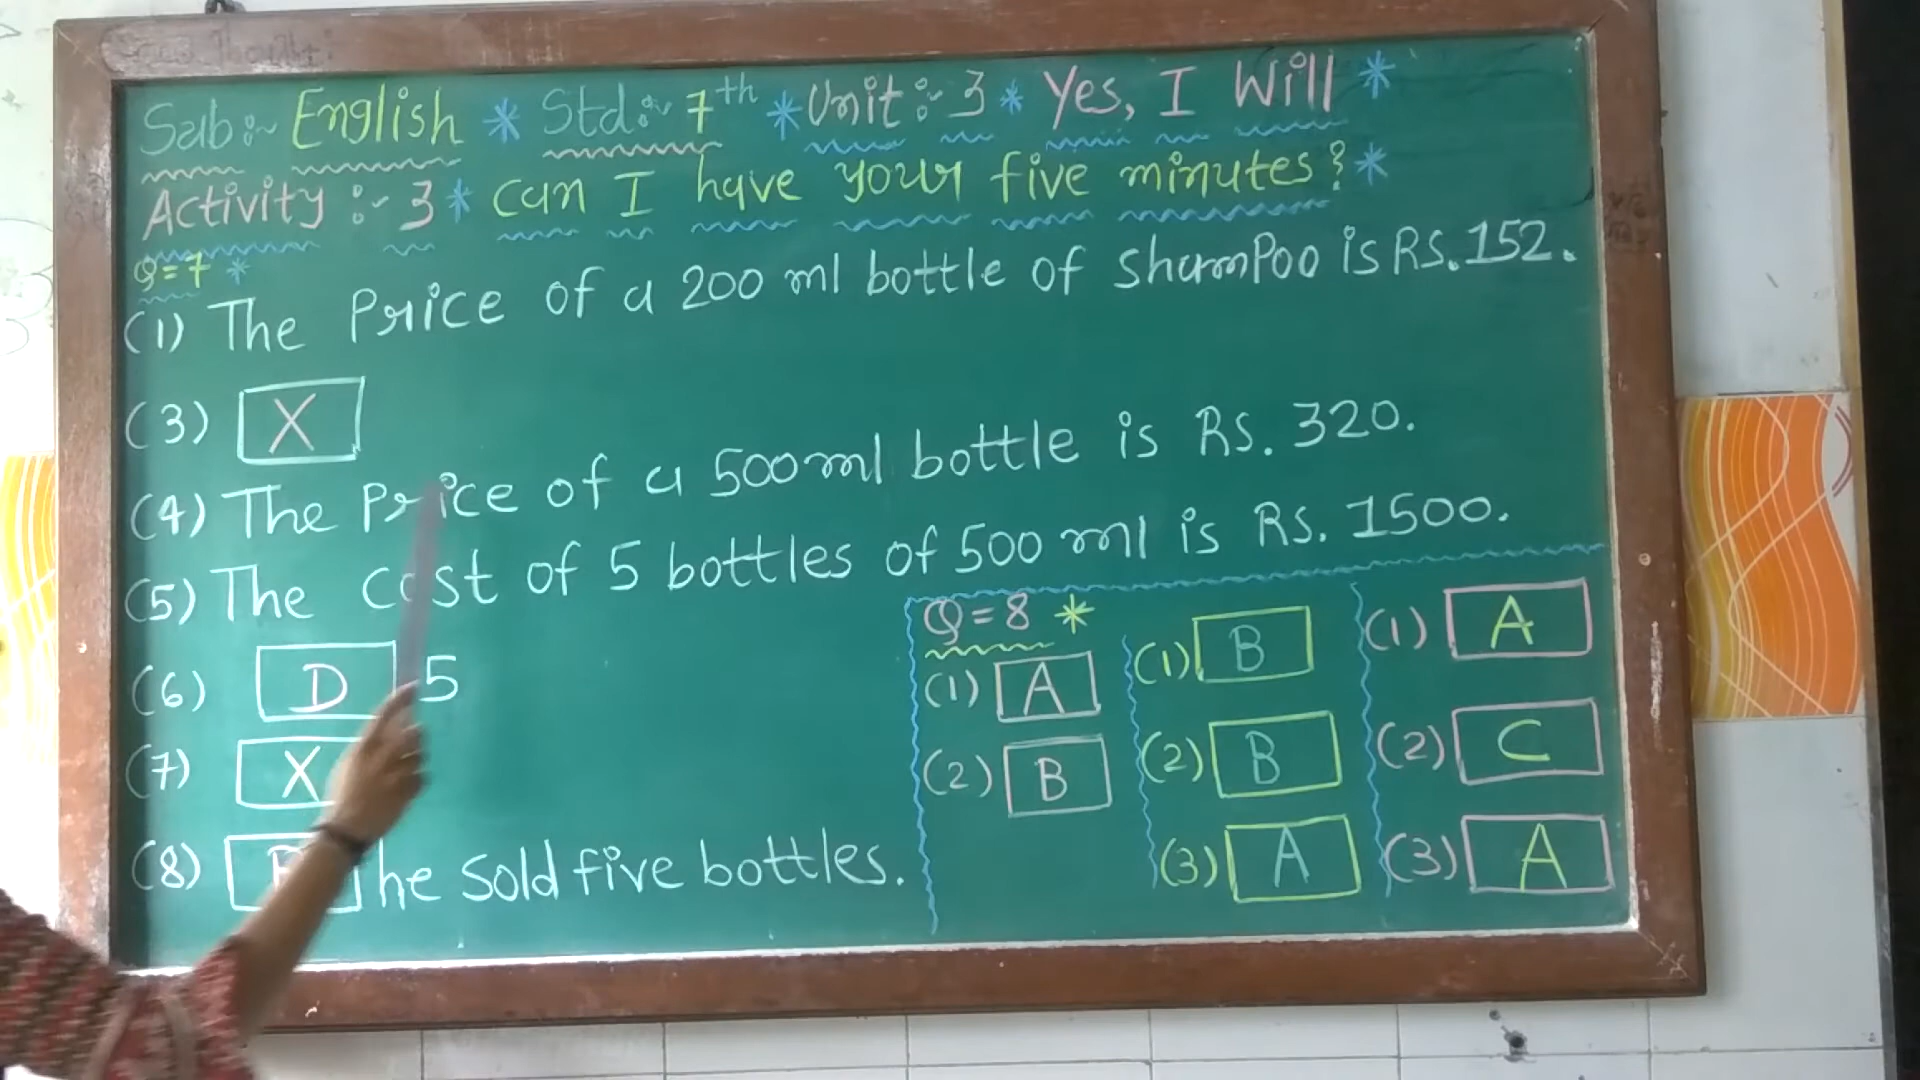 Sub:- English * Std:- 7th * Unit:- 3 * Yes, I Will *
Activity :- 3 * can I have your five minutes? *
Q=7 *
(1) The Price of a 200 ml bottle of shamPoo is Rs. 152.
(3) X
(4) The Price of a 500ml bottle is Rs. 320.
(5) The cost of 5 bottles of 500 ml is Rs. 1500.
(6) D 5
(7) X
(8) he sold five bottles.
Q=8 *
(1) A
(2) B
(1) B
(2) B
(3) A
(1) A
(2) C
(3) A